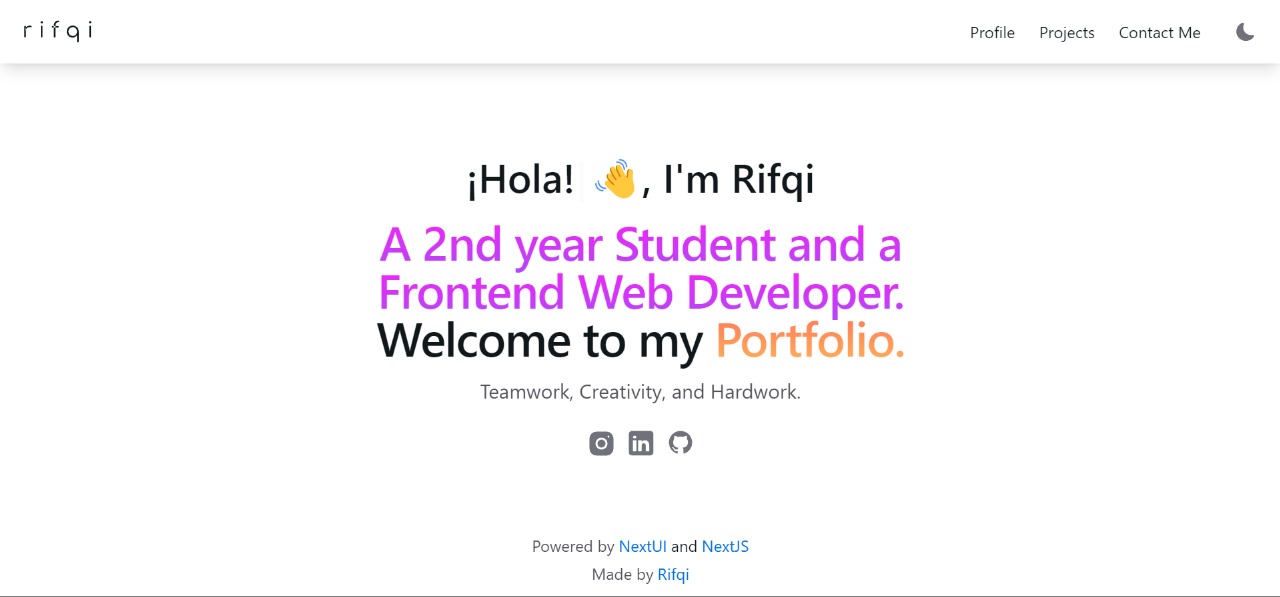 rifqi
Profile Projects Contact Me
¡Hola! 👋, I'm Rifqi
A 2nd year Student and a
Frontend Web Developer.
Welcome to my Portfolio.
Teamwork, Creativity, and Hardwork.
in
Powered by NextUI and NextJS
Made by Rifqi